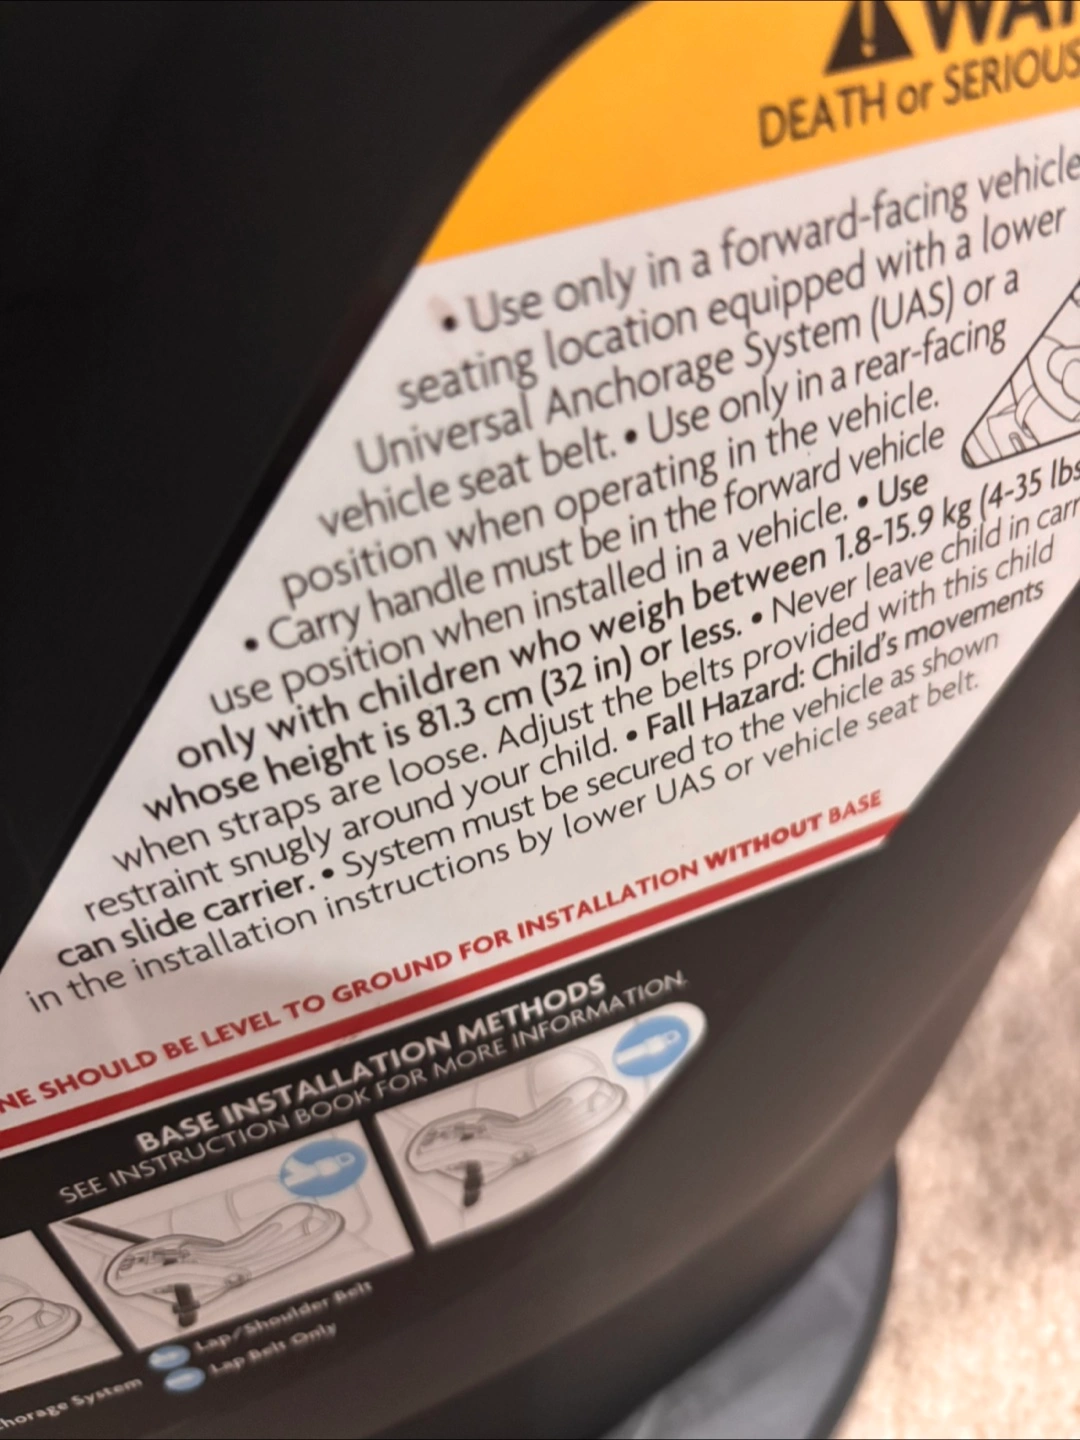 DEATH or SERIOUS
• Use only in a forward-facing vehicle
seating location equipped with a lower
Universal Anchorage System (UAS) or a
vehicle seat belt. • Use only in a rear-facing
position when operating in the vehicle.
• Carry handle must be in the forward vehicle
use position when installed in a vehicle. • Use
only with children who weigh between 1.8-15.9 kg (4-35 lbs
whose height is 81.3 cm (32 in) or less. • Never leave child in
when straps are loose. Adjust the belts provided with this child
restraint snugly around your child. • Fall Hazard: Child's movements
can slide carrier. • System must be secured to the vehicle as shown
in the installation instructions by lower UAS or vehicle seat belt.
SHOULD BE LEVEL TO GROUND FOR INSTALLATION WITHOUT BASE
BASE INSTALLATION METHODS
SEE INSTRUCTION BOOK FOR MORE INFORMATION.
Lap/Shoulder Belt
System
Lap Belt Only